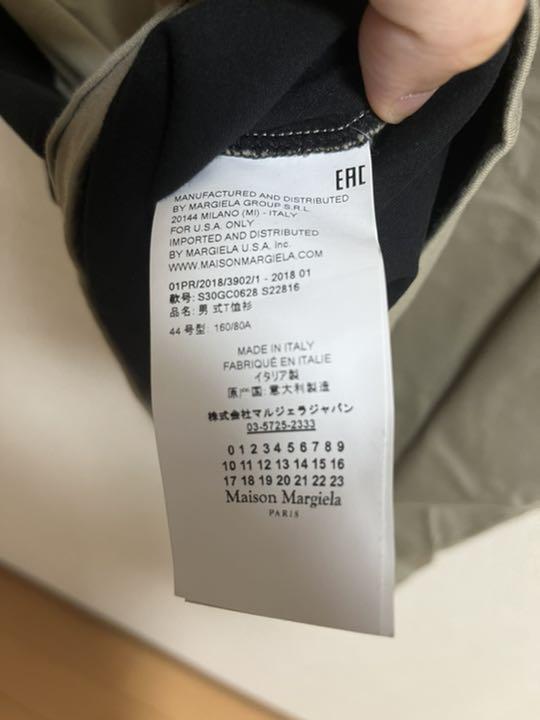 EAC
MANUFACTURED AND DISTRIBUTED
BY MARGIELA GROUP S.R.L.
20144 MILANO (MI) - ITALY
FOR U.S.A. ONLY
IMPORTED AND DISTRIBUTED
BY MARGIELA U.S.A. Inc.
WWW.MAISONMARGIELA.COM
01PR/2018/3902/1 - 2018 01
款号: S30GC0628 S22816
品名: 男 式T恤衫
44 号型: 160/80A
MADE IN ITALY
FABRIQUÉ EN ITALIE
イタリア製
原产国: 意大利製造
株式会社マルジェラジャパン
03-5725-2333
0 1 2 3 4 5 6 7 8 9
10 11 12 13 14 15 16
17 18 19 20 21 22 23
Maison Margiela
PARIS